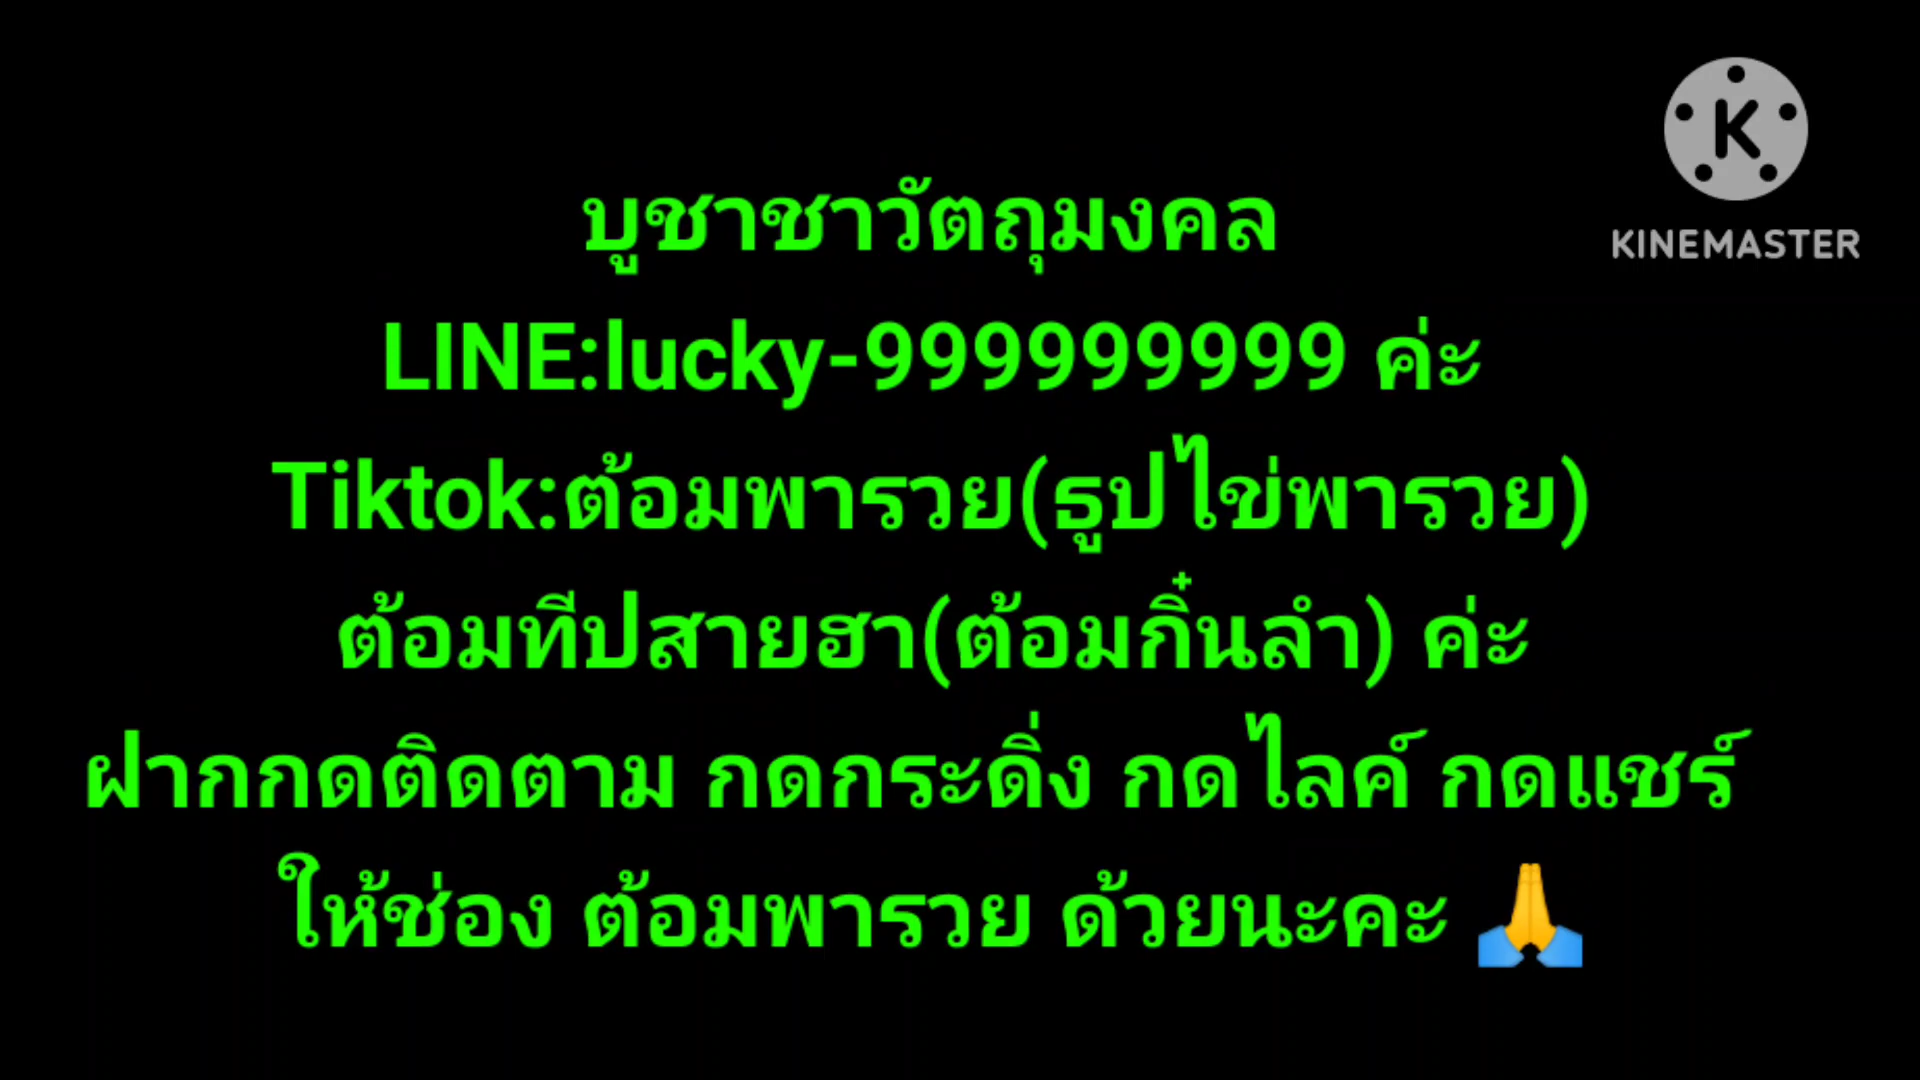 บูชาชาวัตถุมงคล
KINEMASTER
LINE:lucky-999999999 ค่ะ
Tiktok:ต้อมพารวย(ธูปไข่พารวย)
ต้อมทีปสายฮา(ต้อมกิ๋นลำ) ค่ะ
ฝากกดติดตาม กดกระดิ่ง กดไลค์ กดแชร์
ให้ช่อง ต้อมพารวย ด้วยนะคะ 🙏